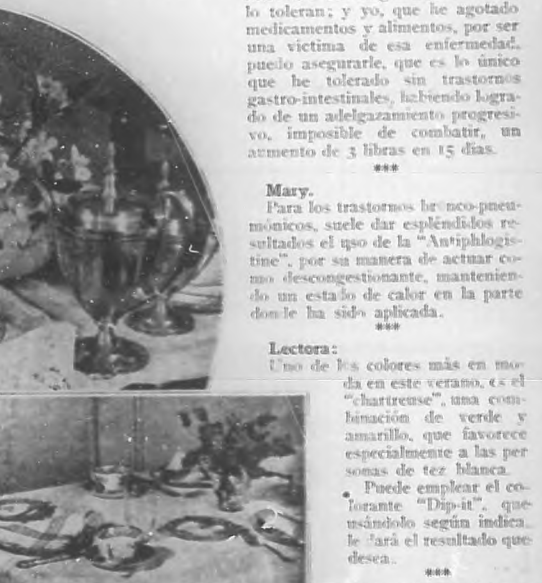 lo toleran; y yo, que he agotado
medicamentos y alimentos, por ser
una victima de esa enfermedad,
puedo asegurarle, que es lo único
que he tolerado sin trastornos
gastro-intestinales, habiendo logra-
do de un adelgazamiento progresi-
vo, imposible de combatir, un
aumento de 3 libras en 15 dias.
***
Mary.
Para los trastornos bronco-pneu-
mónicos, suele dar espléndidos re-
sultados el uso de la "Antiphlogis-
tine", por su manera de actuar co-
mo descongestionante, mantenien-
do un estado de calor en la parte
donde ha sido aplicada.
***
Lectora:
Uno de los colores más en mo-
da en este verano, es el
"chartreuse", una com-
binación de verde y
amarillo, que favorece
especialmente a las per
sonas de tez blanca.
Puede emplear el co-
lorante "Dip-it", que
usándolo según indica,
le dará el resultado que
desea.
***